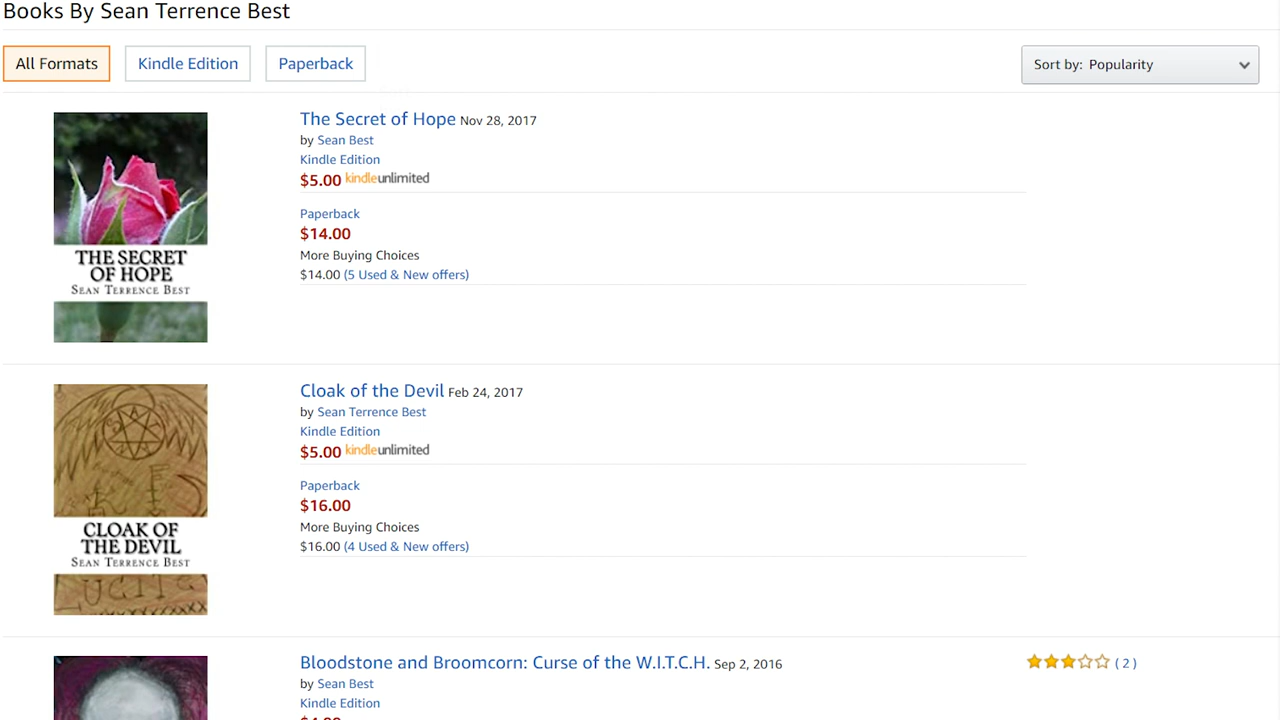 Books By Sean Terrence Best
All Formats
Kindle Edition
Paperback
Sort by: Popularity
THE SECRET
OF HOPE
SEAN TERRENCE BEST
The Secret of Hope Nov 28, 2017
by Sean Best
Kindle Edition
$5.00 kindleunlimited
Paperback
$14.00
More Buying Choices
$14.00 (5 Used & New offers)
CLOAK OF
THE DEVIL
SEAN TERRENCE BEST
Cloak of the Devil Feb 24, 2017
by Sean Terrence Best
Kindle Edition
$5.00 kindleunlimited
Paperback
$16.00
More Buying Choices
$16.00 (4 Used & New offers)
Bloodstone and Broomcorn: Curse of the W.I.T.C.H. Sep 2, 2016
( 2 )
by Sean Best
Kindle Edition